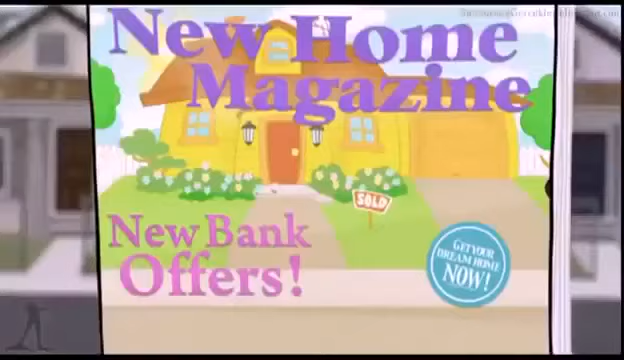 New Home
Magazine
SOLD
New Bank
Offers!
GET YOUR
DREAM HOME
NOW!